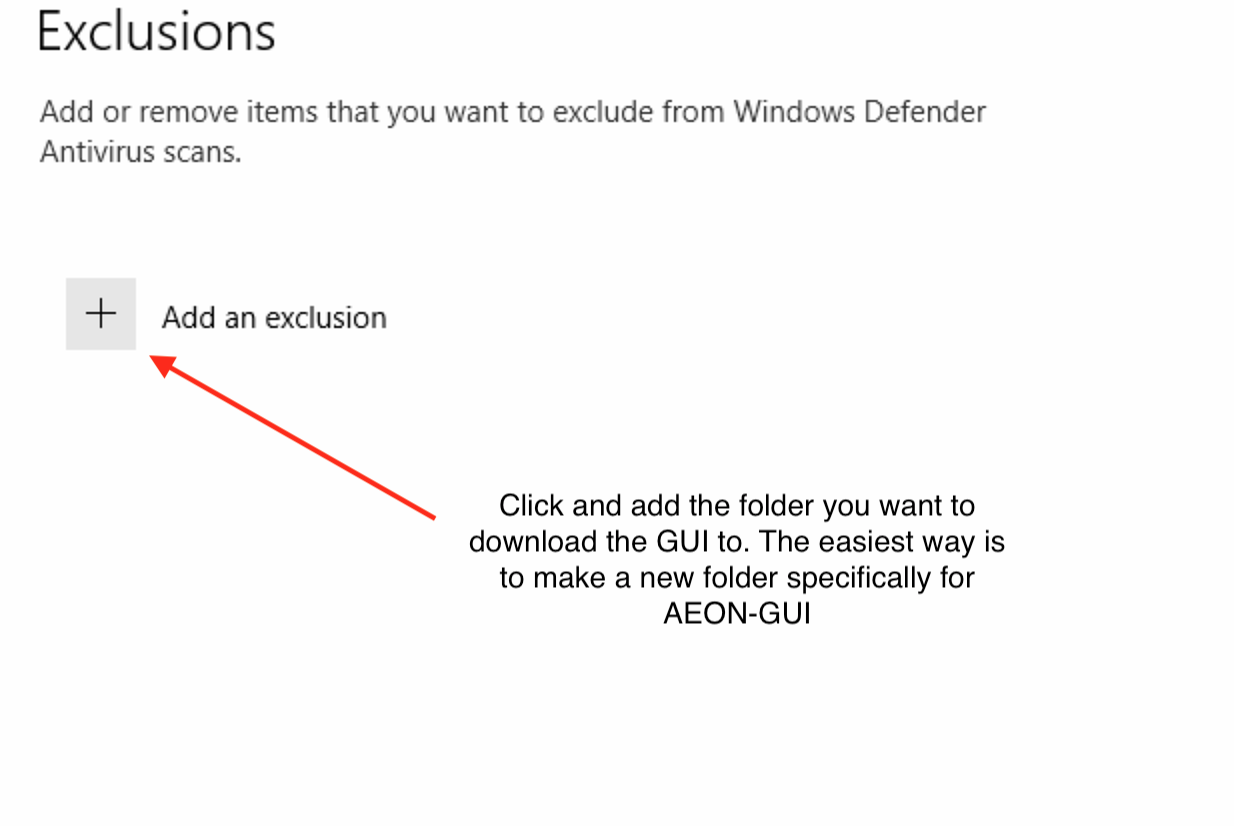 Exclusions
Add or remove items that you want to exclude from Windows Defender
Antivirus scans.
Add an exclusion
Click and add the folder you want to
download the GUI to. The easiest way is
to make a new folder specifically for
AEON-GUI